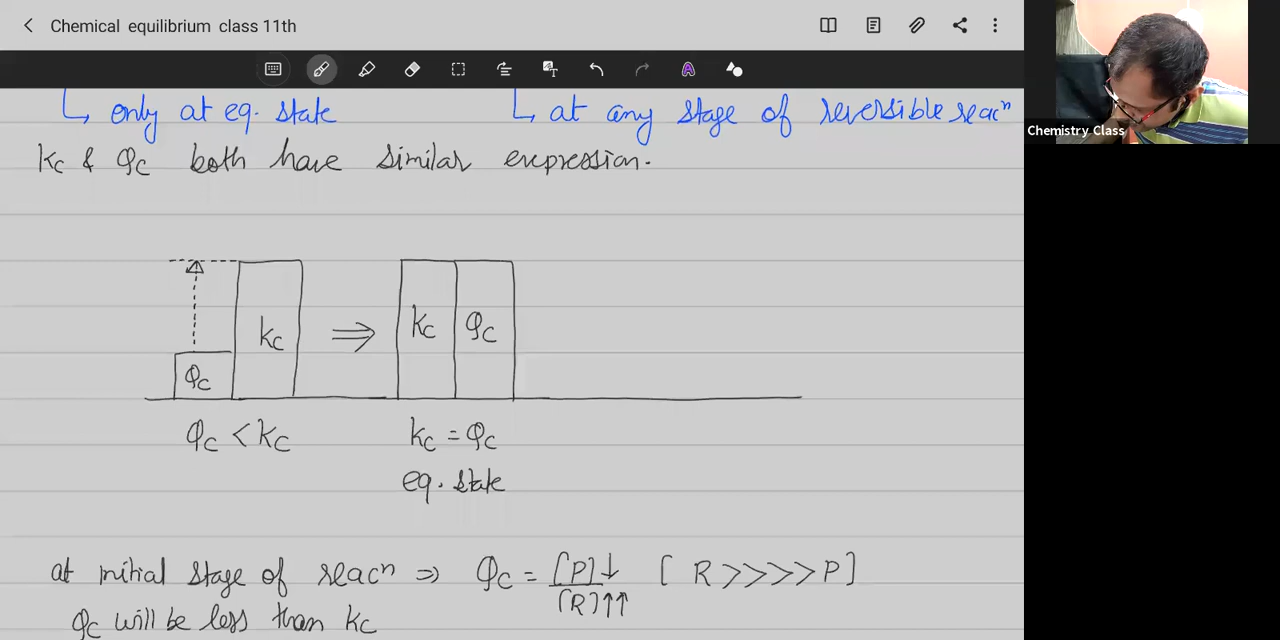 Chemical equilibrium class 11th
↳ only at eq. state ↳ at any stage of reversible reacⁿ
Kc & Qc both have similar expression.
Qc Kc ⇒ Kc Qc
Qc < Kc Kc = Qc
eq. state
at initial stage of reacⁿ ⇒ Qc = [P]↓ / [R]↑↑ [ R >>>> P ]
Qc will be less than Kc
Chemistry Class